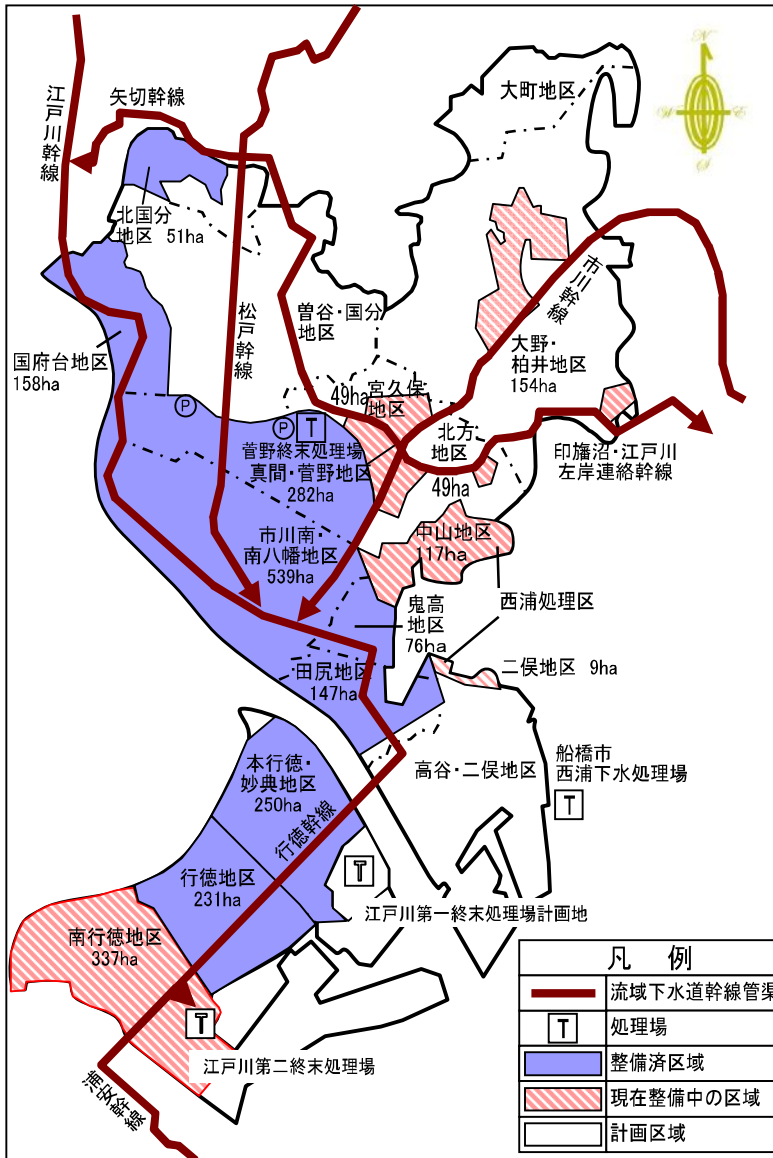 N
W
E
S
大町地区
矢切幹線
江戸川幹線
北国分
地区 51ha
松戸幹線
曽谷・国分
地区
市川幹線
国府台地区
158ha
大野・
柏井地区
154ha
49ha
宮久保
地区
北方
地区
49ha
P
P
T
菅野終末処理場
真間・菅野地区
282ha
印旛沼・江戸川
左岸連絡幹線
市川南・
南八幡地区
539ha
中山地区
117ha
西浦処理区
鬼高
地区
76ha
二俣地区 9ha
田尻地区
147ha
高谷・二俣地区
船橋市
西浦下水処理場
T
本行徳・
妙典地区
250ha
行徳幹線
行徳地区
231ha
T
江戸川第一終末処理場計画地
南行徳地区
337ha
T
江戸川第二終末処理場
浦安幹線
凡 例
流域下水道幹線管渠
T 処理場
整備済区域
現在整備中の区域
計画区域